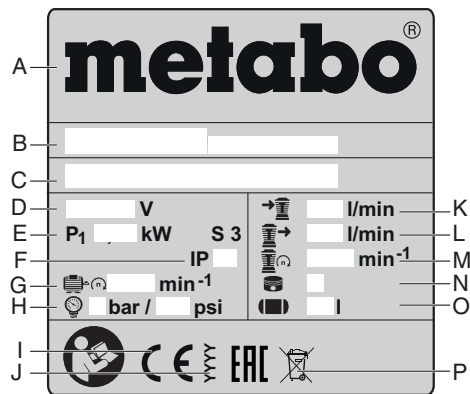 A metabo ®
B
C
D V
E P1 , kW S 3
F IP
G n min-1
H bar / psi
l/min K
l/min L
n min-1 M
N
l O
I CE EAC
J P